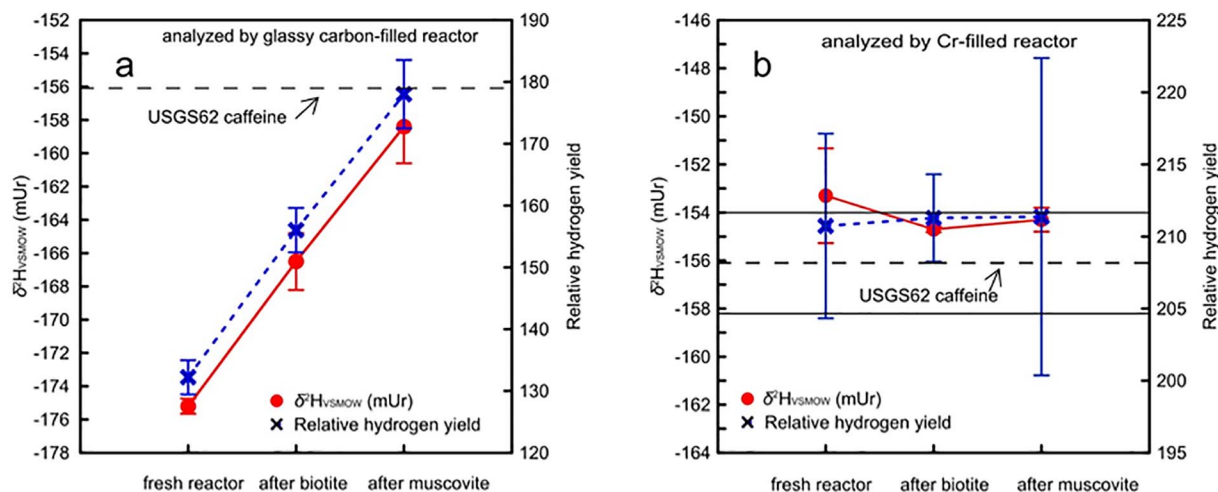 analyzed by glassy carbon-filled reactor
a
USGS62 caffeine
δ²HVSMOW (mUr)
-152
-154
-156
-158
-160
-162
-164
-166
-168
-170
-172
-174
-176
-178
190
180
170
160
150
140
130
120
Relative hydrogen yield
δ²HVSMOW (mUr)
Relative hydrogen yield
fresh reactor after biotite after muscovite
analyzed by Cr-filled reactor
b
USGS62 caffeine
δ²HVSMOW (mUr)
-144
-146
-148
-150
-152
-154
-156
-158
-160
-162
-164
225
220
215
210
205
200
195
Relative hydrogen yield
δ²HVSMOW (mUr)
Relative hydrogen yield
fresh reactor after biotite after muscovite